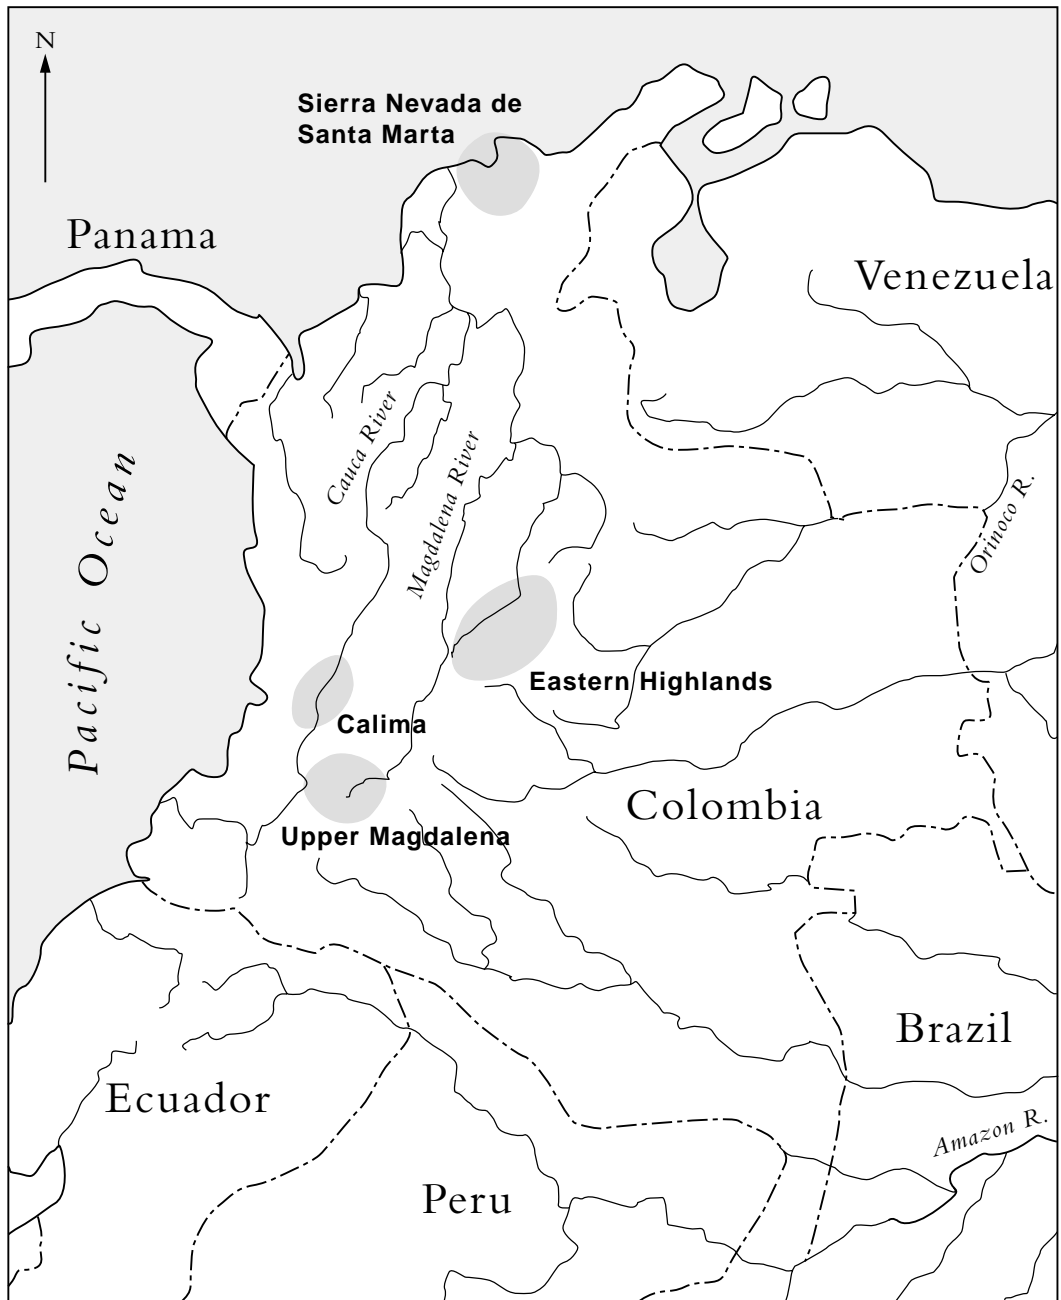 N
Sierra Nevada de
Santa Marta
Panama
Venezuela
Cauca River
Magdalena River
Pacific Ocean
Orinoco R.
Eastern Highlands
Calima
Colombia
Upper Magdalena
Brazil
Ecuador
Amazon R.
Peru